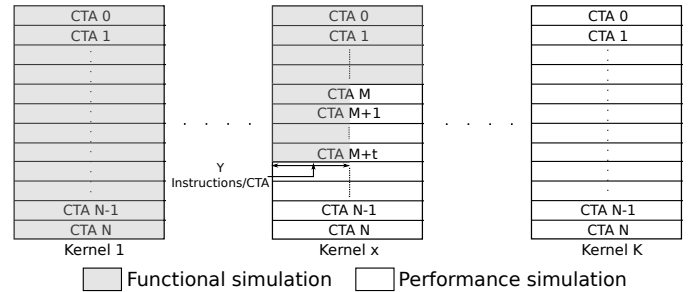 CTA 0
CTA 1
CTA N-1
CTA N
Kernel 1
CTA 0
CTA 1
CTA M
CTA M+1
CTA M+t
Y
Instructions/CTA
CTA N-1
CTA N
Kernel x
CTA 0
CTA 1
CTA N-1
CTA N
Kernel K
Functional simulation
Performance simulation